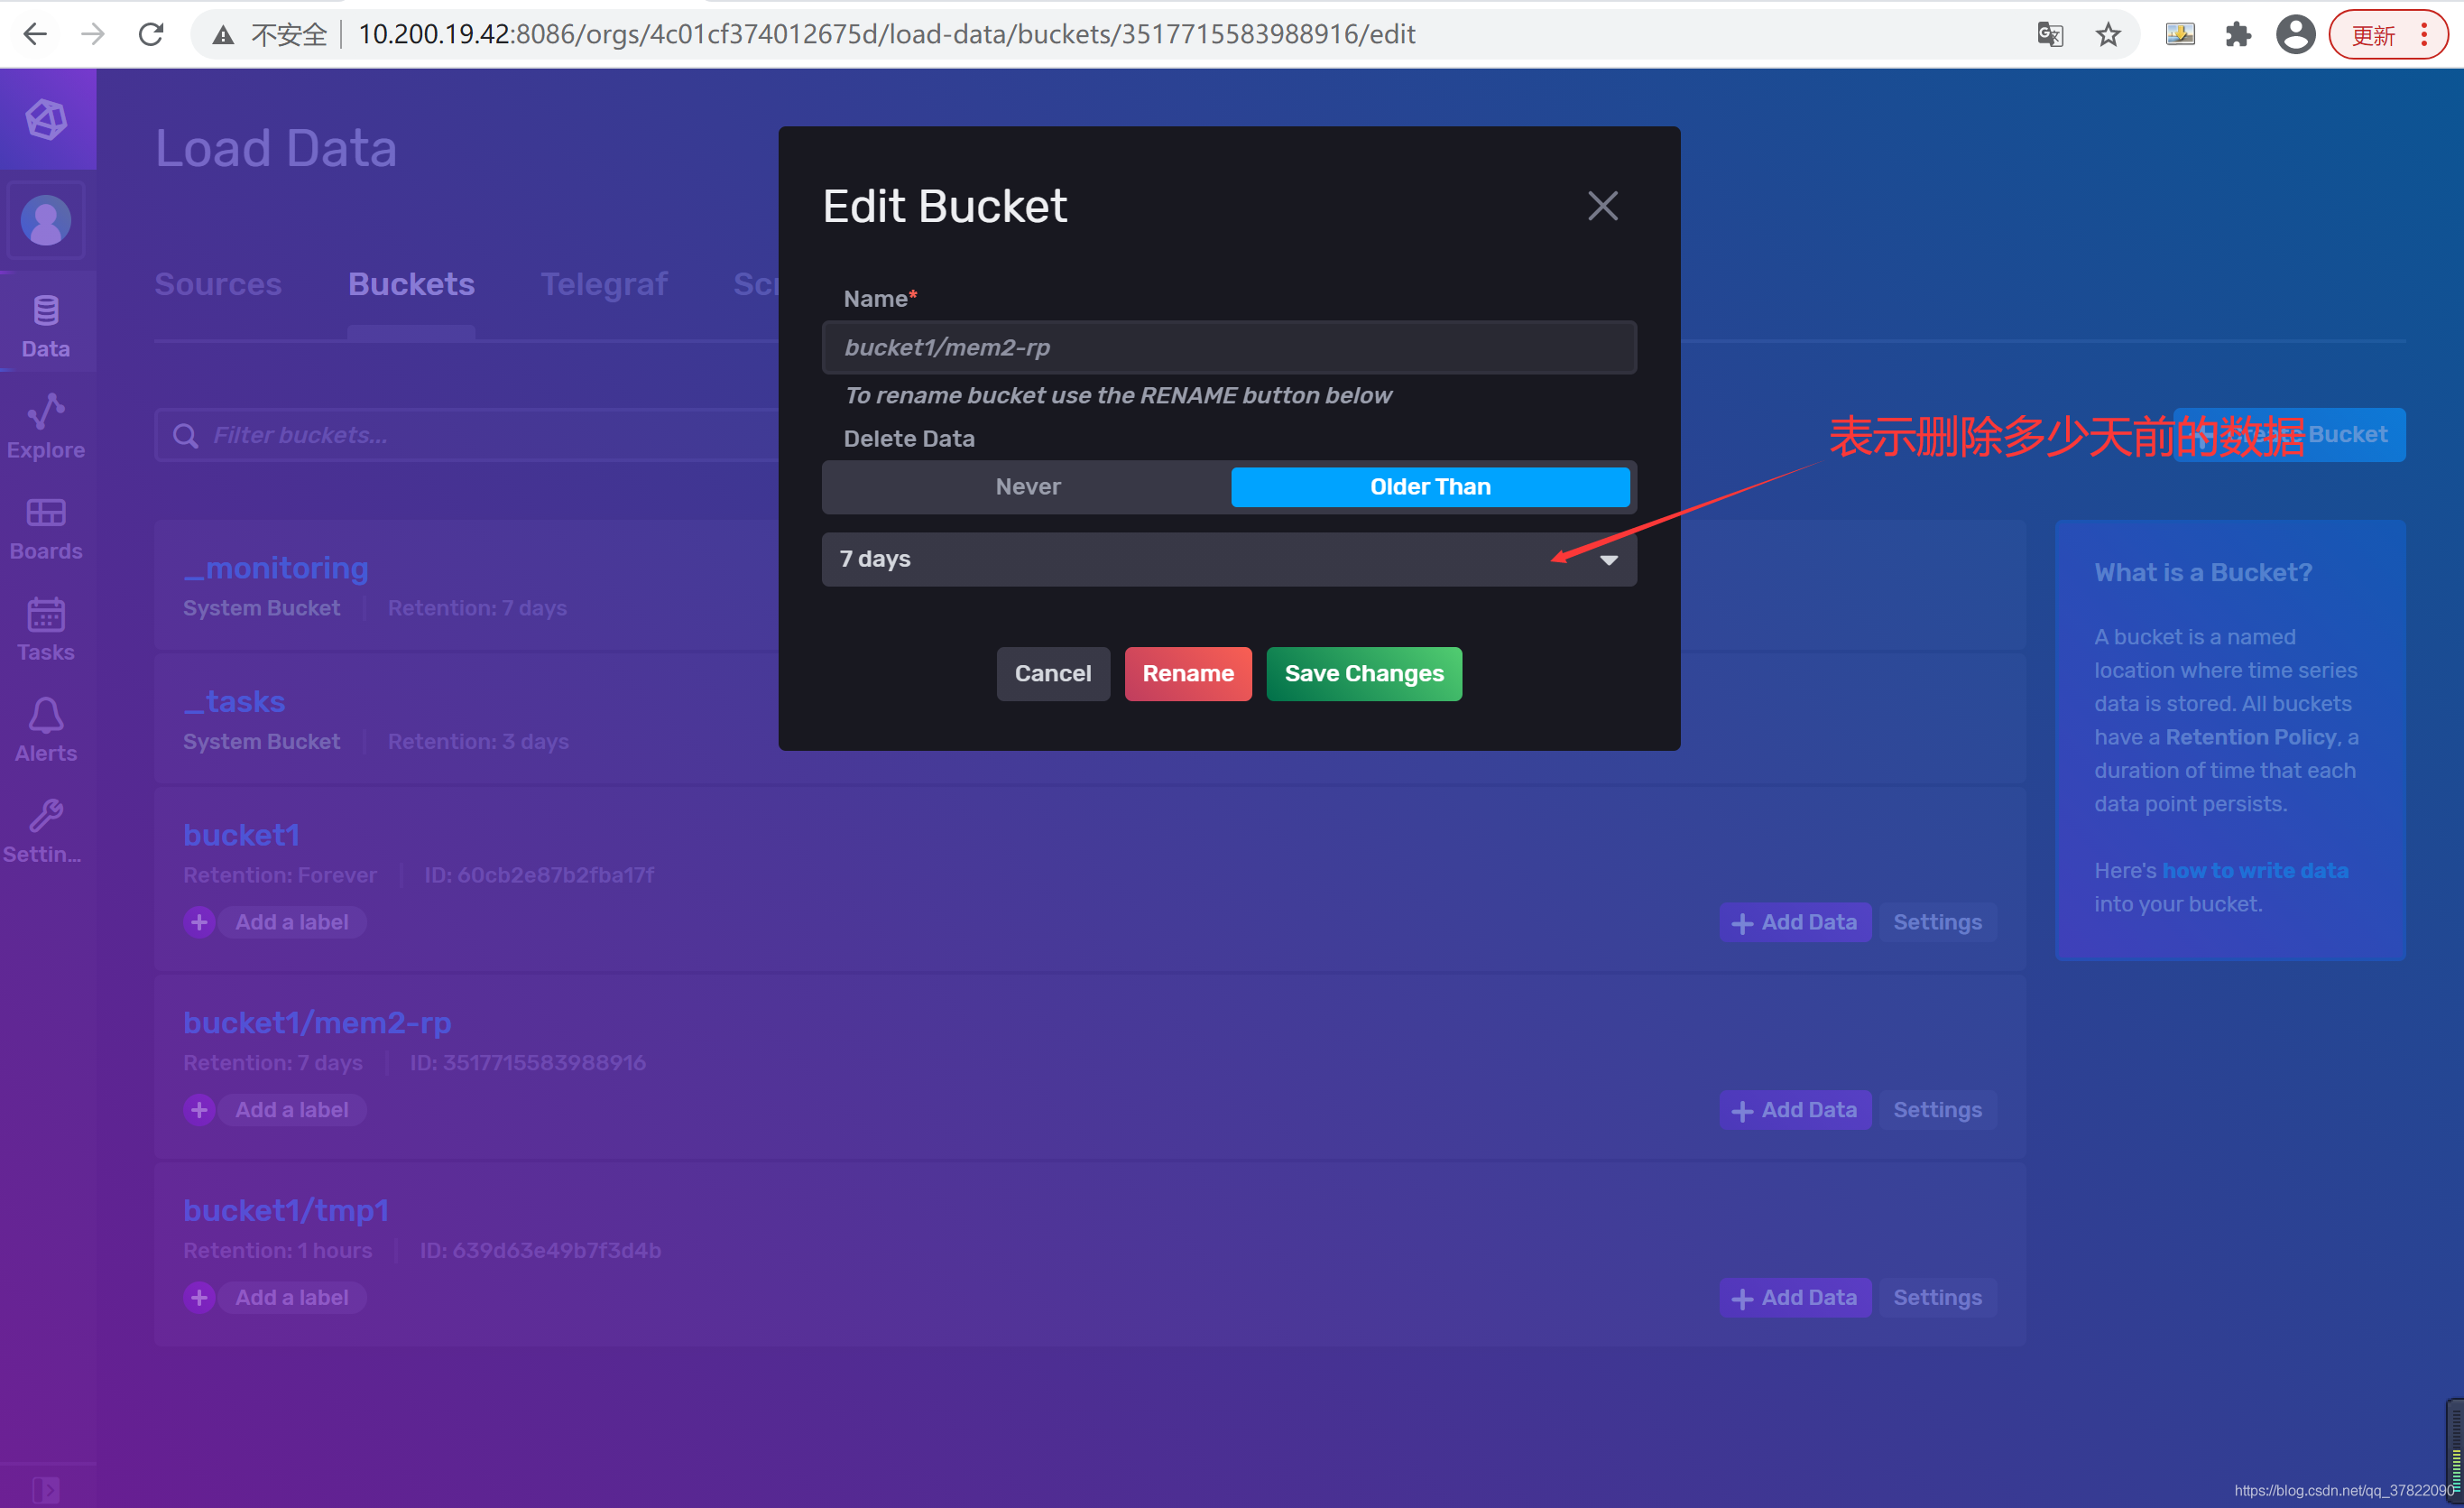 不安全
10.200.19.42:8086/orgs/4c01cf374012675d/load-data/buckets/3517715583988916/edit
更新
Load Data
Sources
Buckets
Telegraf
Data
Explore
Boards
Tasks
Alerts
Settin...
Filter buckets...
Edit Bucket
Name*
bucket1/mem2-rp
To rename bucket use the RENAME button below
Delete Data
Never
Older Than
7 days
Cancel
Rename
Save Changes
表示删除多少天前的数据
Bucket
_monitoring
System Bucket
Retention: 7 days
_tasks
System Bucket
Retention: 3 days
bucket1
Retention: Forever
ID: 60cb2e87b2fba17f
Add a label
Add Data
Settings
bucket1/mem2-rp
Retention: 7 days
ID: 3517715583988916
Add a label
Add Data
Settings
bucket1/tmp1
Retention: 1 hours
ID: 639d63e49b7f3d4b
Add a label
Add Data
Settings
What is a Bucket?
A bucket is a named
location where time series
data is stored. All buckets
have a Retention Policy, a
duration of time that each
data point persists.
Here's how to write data
into your bucket.
https://blog.csdn.net/qq_37822090